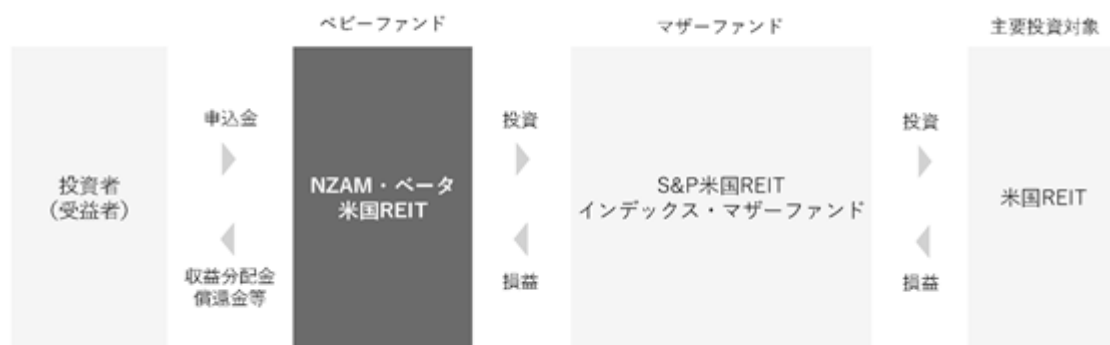 ベビーファンド
マザーファンド
主要投資対象
投資者
(受益者)
申込金
収益分配金
償還金等
NZAM・ベータ
米国REIT
投資
損益
S&P米国REIT
インデックス・マザーファンド
投資
損益
米国REIT